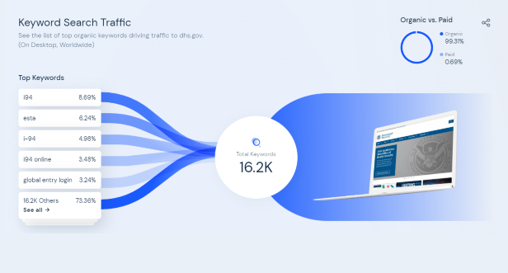 Keyword Search Traffic
Organic vs. Paid
See the list of top organic keywords driving traffic to dhs.gov.
(On Desktop, Worldwide)
Organic
99.31%
Paid
0.69%
Top Keywords
i94 8.69%
esta 6.24%
i-94 4.98%
i94 online 3.48%
global entry login 3.24%
16.2K Others 73.36%
See all →
Total Keywords
16.2K